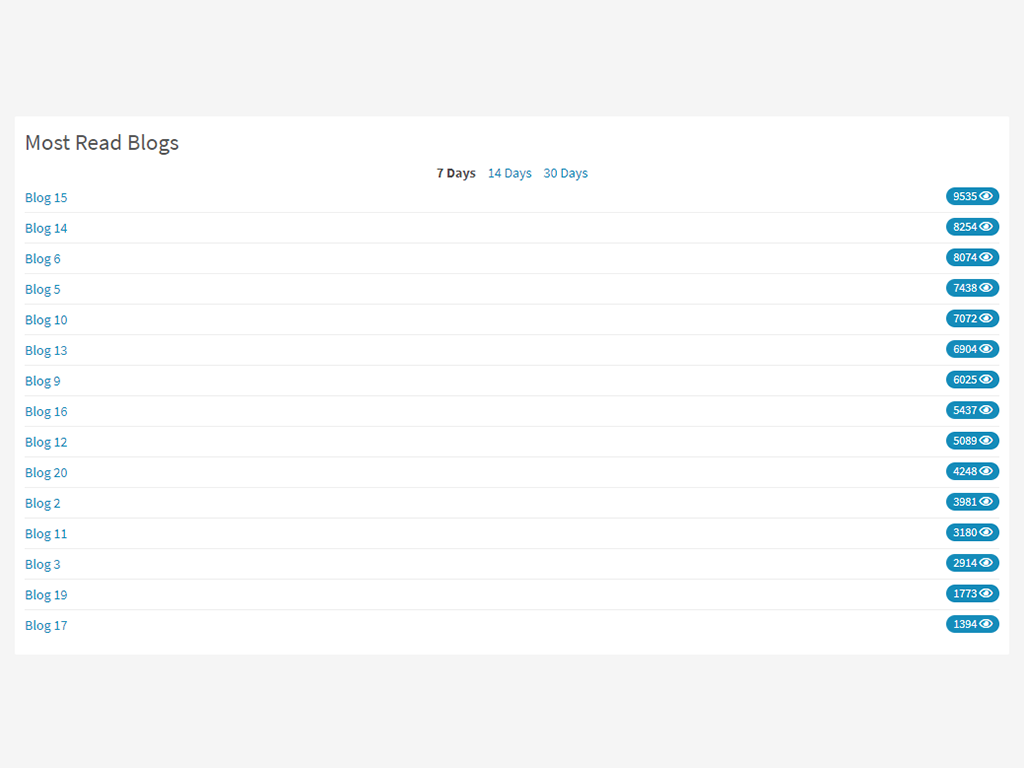 Most Read Blogs
7 Days 14 Days 30 Days
Blog 15 9535
Blog 14 8254
Blog 6 8074
Blog 5 7438
Blog 10 7072
Blog 13 6904
Blog 9 6025
Blog 16 5437
Blog 12 5089
Blog 20 4248
Blog 2 3981
Blog 11 3180
Blog 3 2914
Blog 19 1773
Blog 17 1394